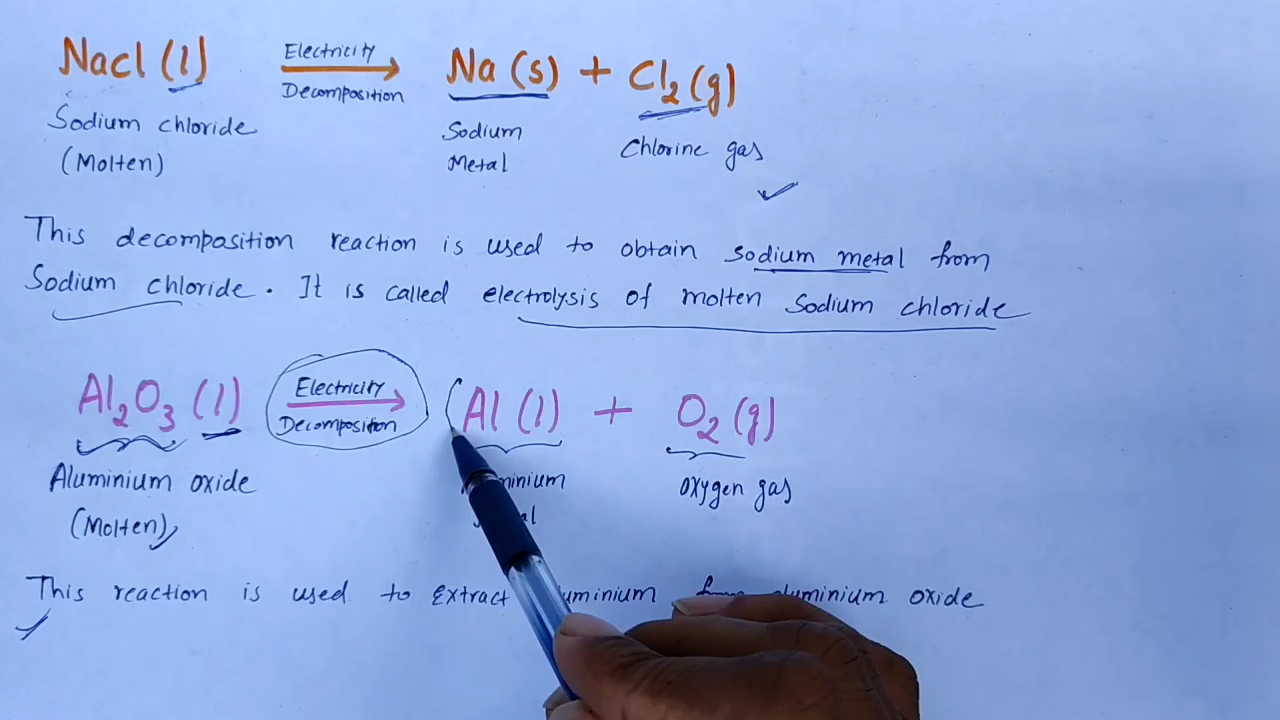 Nacl (l) Electricity Decomposition Na (s) + Cl2 (g)
Sodium chloride Sodium Chlorine gas
(Molten) Metal
This decomposition reaction is used to obtain sodium metal from
Sodium chloride. It is called electrolysis of molten Sodium chloride
Al2O3 (l) Electricity Decomposition Al (l) + O2 (g)
Aluminium oxide oxygen gas
(Molten)
This reaction is used to Extract aluminium oxide